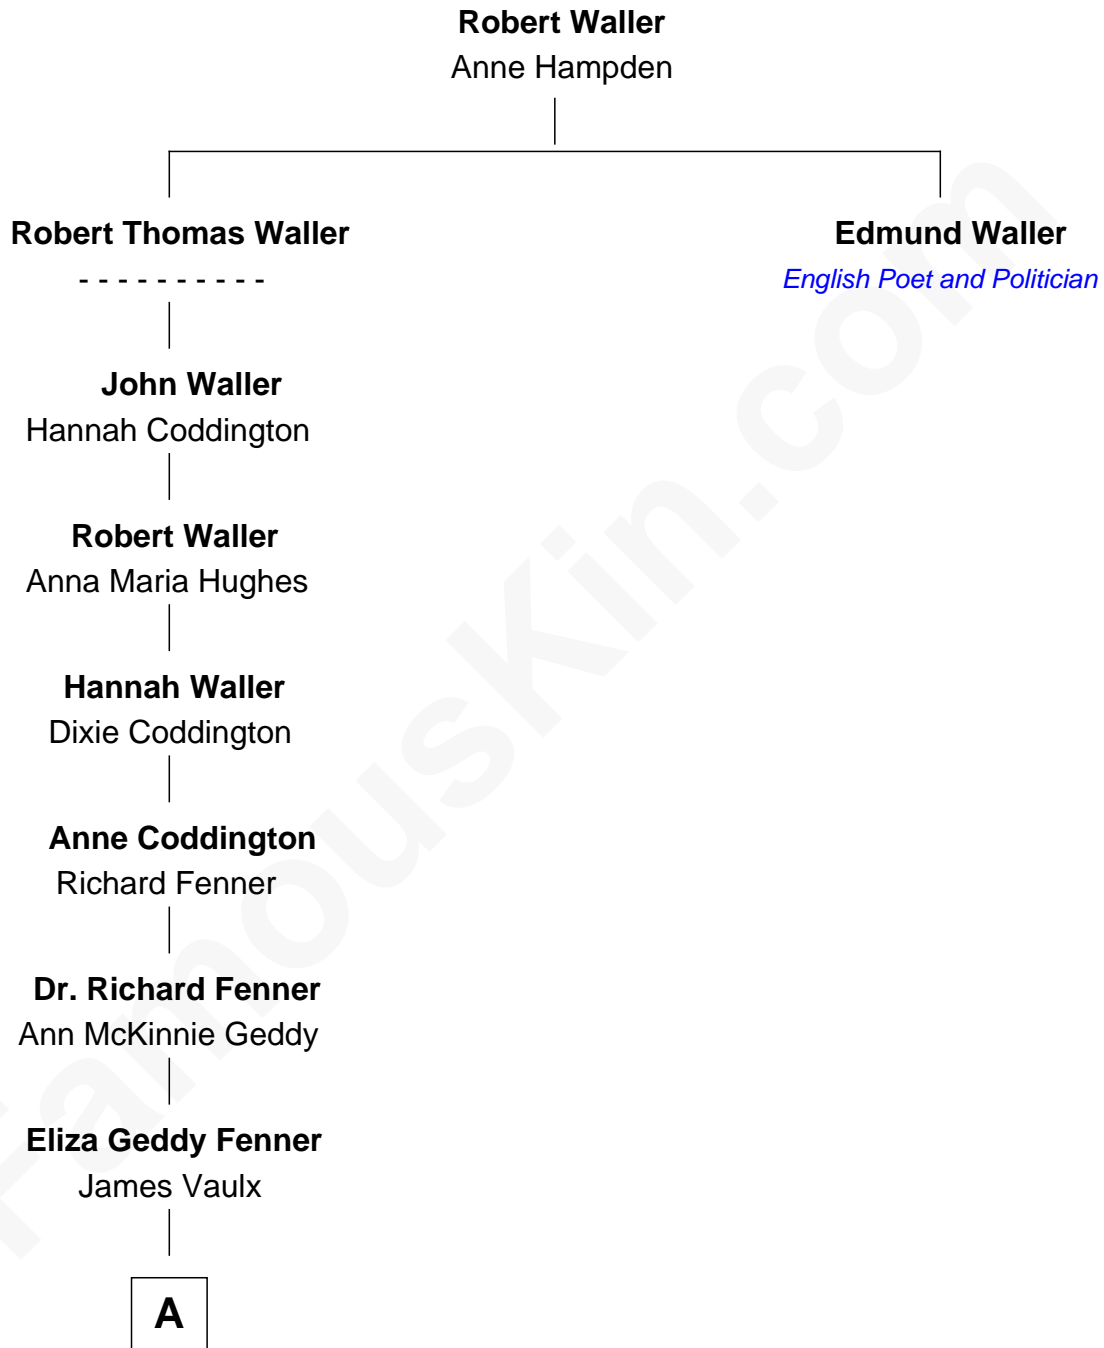 Robert Waller
Anne Hampden
Robert Thomas Waller
- - - - - - - - - -
Edmund Waller
English Poet and Politician
John Waller
Hannah Coddington
Robert Waller
Anna Maria Hughes
Hannah Waller
Dixie Coddington
Anne Coddington
Richard Fenner
Dr. Richard Fenner
Ann McKinnie Geddy
Eliza Geddy Fenner
James Vaulx
A
FamousKin.com